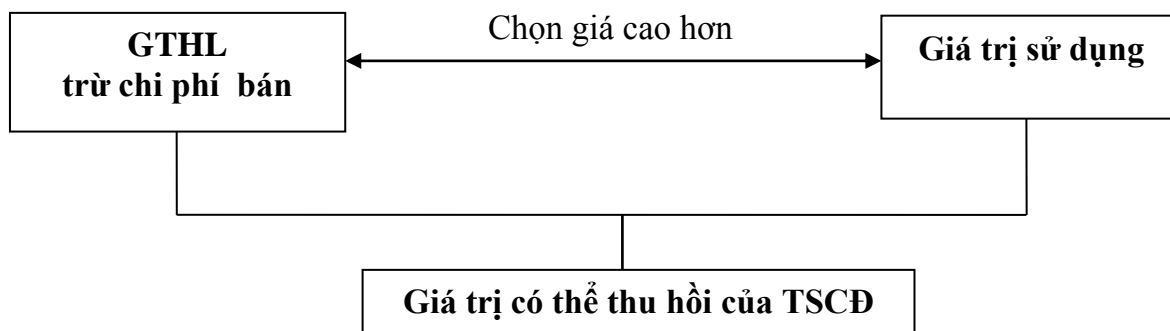 GTHL
trừ chi phí bán
Chọn giá cao hơn
Giá trị sử dụng
Giá trị có thể thu hồi của TSCĐ